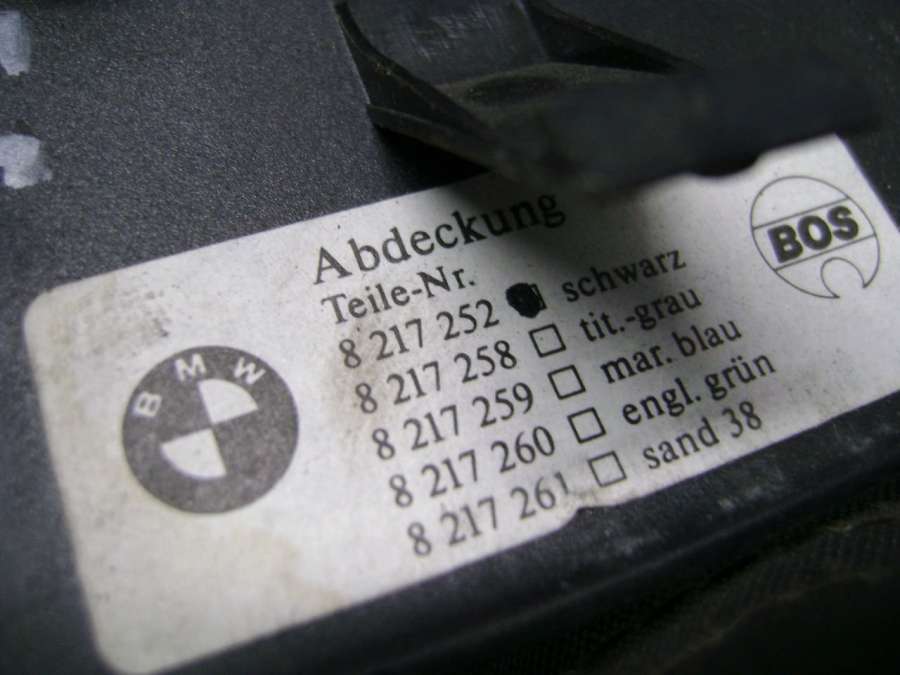 Abdeckung
Teile-Nr.
8 217 252 schwarz
8 217 258 tit.-grau
8 217 259 mar. blau
8 217 260 engl. grün
8 217 261 sand 38
BMW
BOS